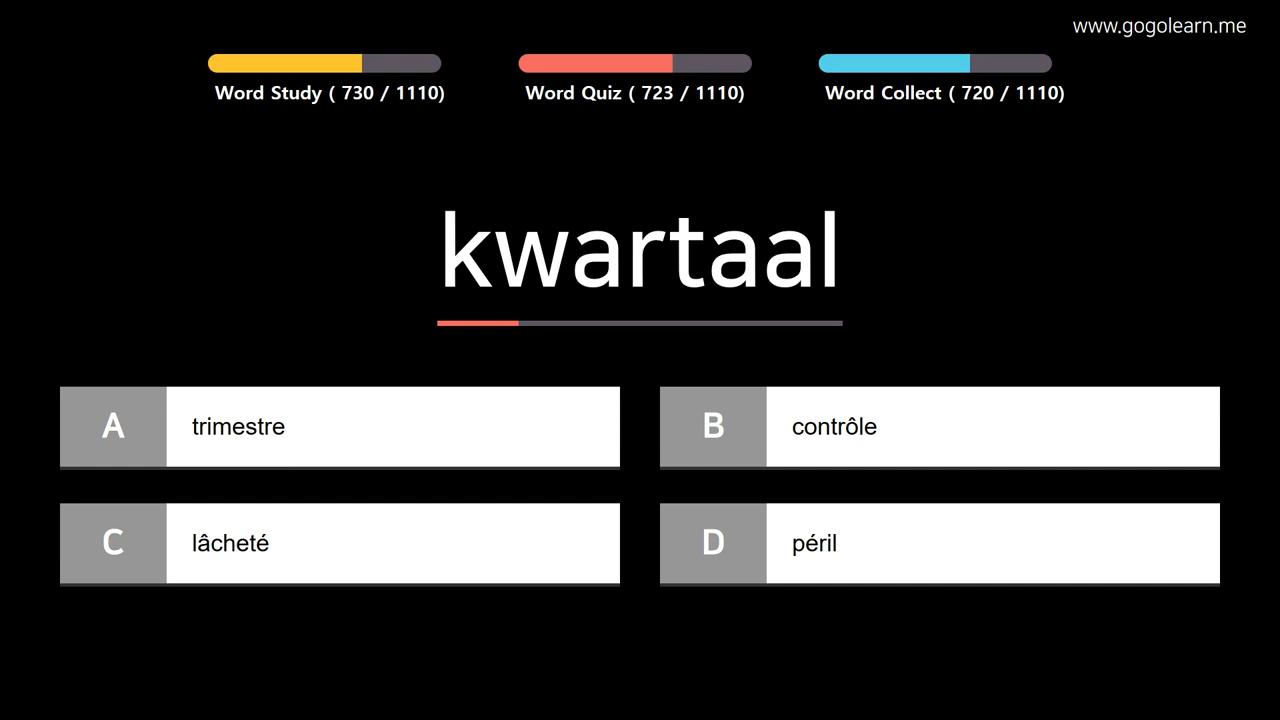 www.gogolearn.me
Word Study ( 730 / 1110)
Word Quiz ( 723 / 1110)
Word Collect ( 720 / 1110)
kwartaal
A trimestre
B contrôle
C lâcheté
D péril